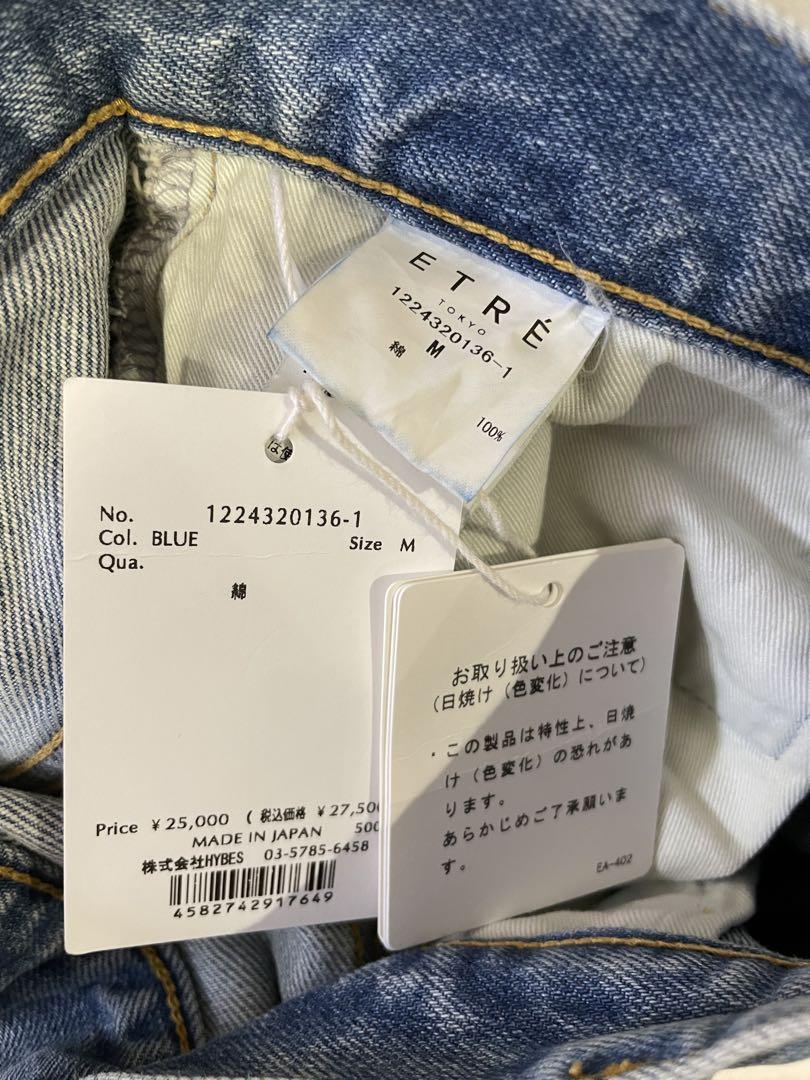 ETRÉ
TOKYO
1224320136-1
M
綿
100%
は使
No. 1224320136-1
Col. BLUE Size M
Qua.
綿
Price ¥25,000 ( 税込価格 ¥27,500
MADE IN JAPAN 500
株式会社HYBES 03-5785-6458
4582742917649
お取り扱い上のご注意
(日焼け (色変化) について)
・この製品は特性上、日焼
け (色変化) の恐れがあ
ります。
あらかじめご了承願いま
す。
EA-402